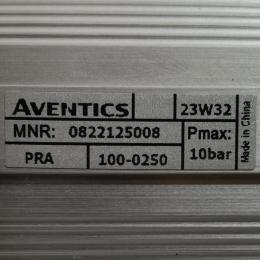 AVENTICS 23W32
MNR: 0822125008 Pmax:
PRA 100-0250 10bar
Made in China